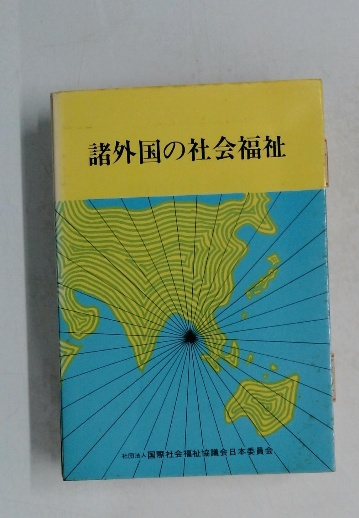 諸外国の社会福祉
社団法人 国際社会福祉協議会日本委員会